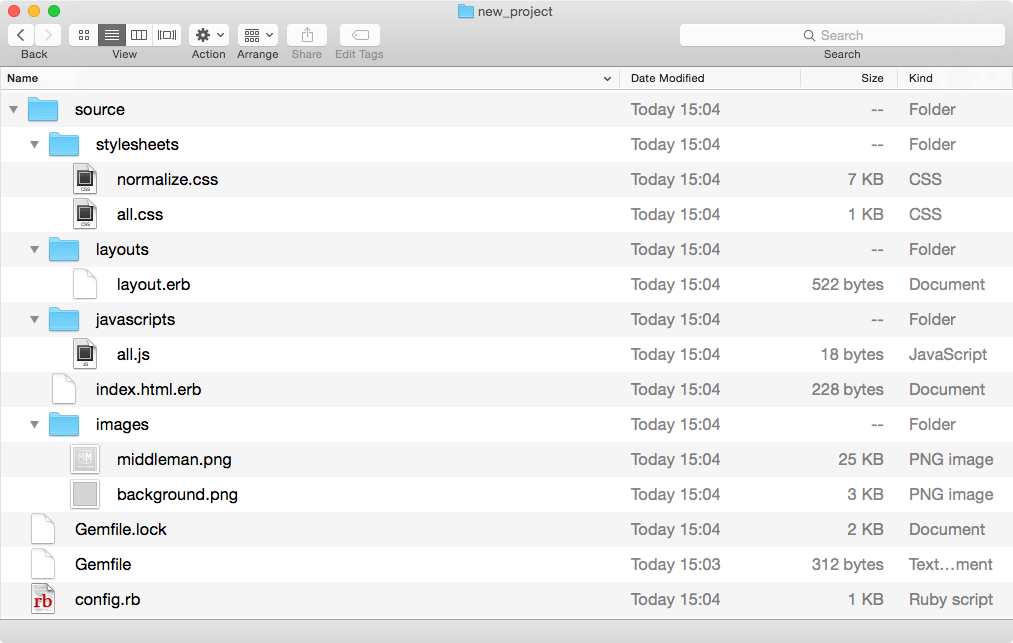 new_project
Search
Back View Action Arrange Share Edit Tags Search
Name Date Modified Size Kind
source Today 15:04 -- Folder
stylesheets Today 15:04 -- Folder
CSS normalize.css Today 15:04 7 KB CSS
CSS all.css Today 15:04 1 KB CSS
layouts Today 15:04 -- Folder
layout.erb Today 15:04 522 bytes Document
javascripts Today 15:04 -- Folder
JS all.js Today 15:04 18 bytes JavaScript
index.html.erb Today 15:04 228 bytes Document
images Today 15:04 -- Folder
middleman.png Today 15:04 25 KB PNG image
background.png Today 15:04 3 KB PNG image
Gemfile.lock Today 15:04 2 KB Document
Gemfile Today 15:03 312 bytes Text…ment
rb config.rb Today 15:04 1 KB Ruby script